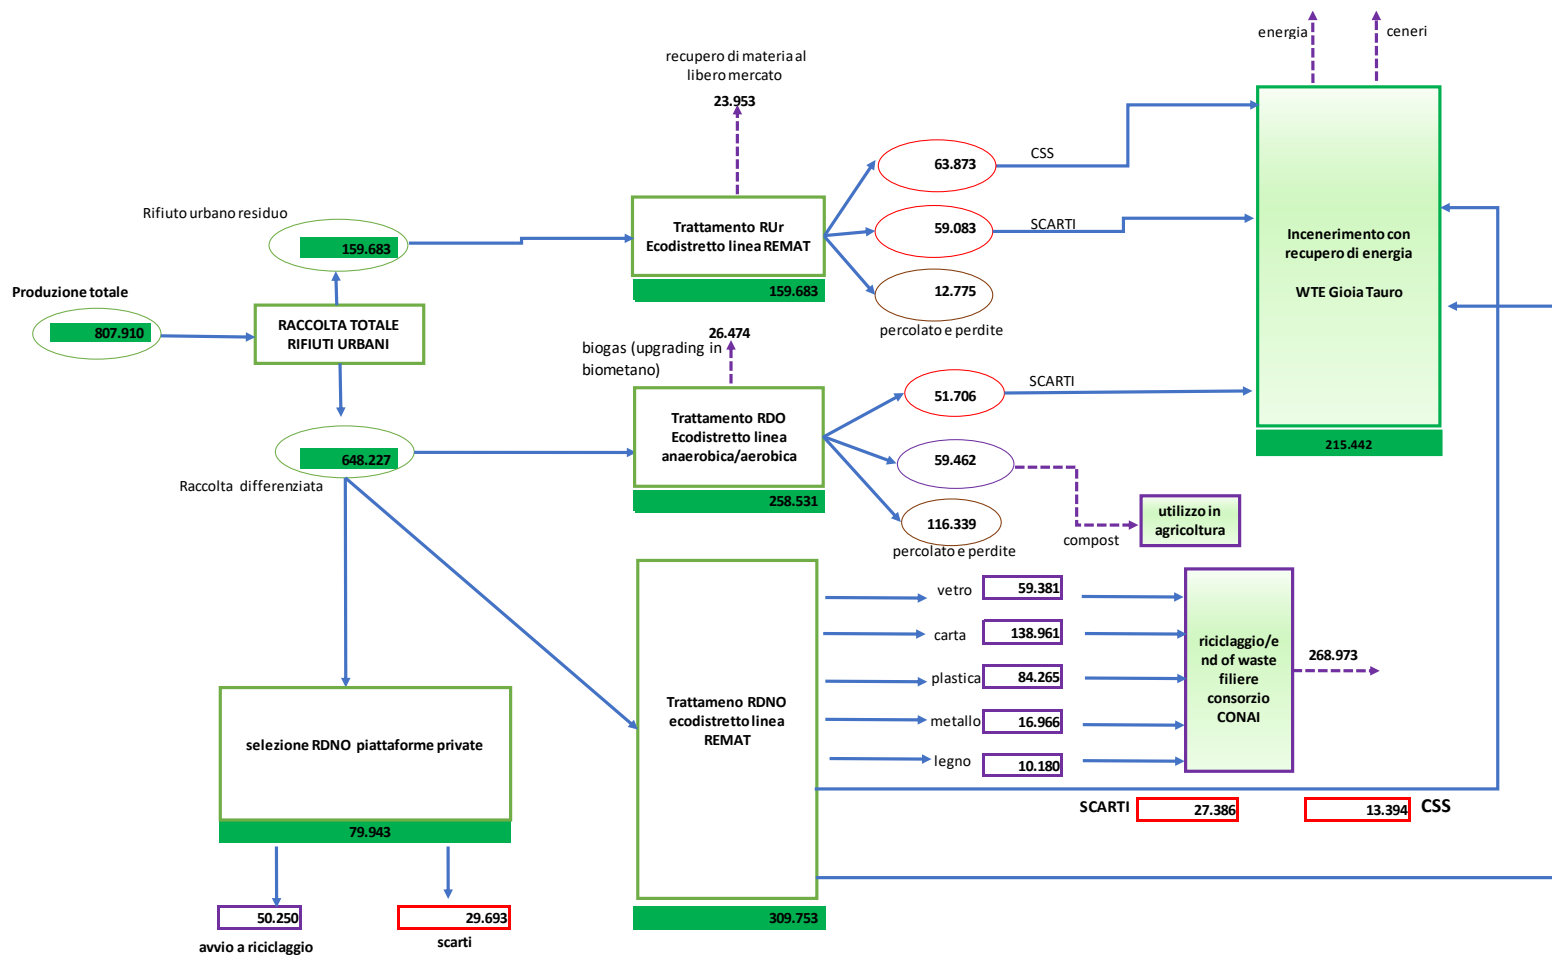 energia
ceneri
recupero di materia al
libero mercato
23.953
63.873
CSS
Rifiuto urbano residuo
159.683
Trattamento RUr
Ecodistretto linea REMAT
159.683
59.083
SCARTI
12.775
percolato e perdite
Incenerimento con
recupero di energia
WTE Gioia Tauro
215.442
Produzione totale
807.910
RACCOLTA TOTALE
RIFIUTI URBANI
26.474
biogas (upgrading in
biometano)
Trattamento RDO
Ecodistretto linea
anaerobica/aerobica
258.531
51.706
SCARTI
59.462
116.339
percolato e perdite
compost
utilizzo in
agricoltura
648.227
Raccolta differenziata
selezione RDNO piattaforme private
79.943
50.250
avvio a riciclaggio
29.693
scarti
Trattameno RDNO
ecodistretto linea
REMAT
309.753
vetro
59.381
carta
138.961
plastica
84.265
metallo
16.966
legno
10.180
riciclaggio/e
nd of waste
filiere
consorzio
CONAI
268.973
SCARTI
27.386
13.394
CSS